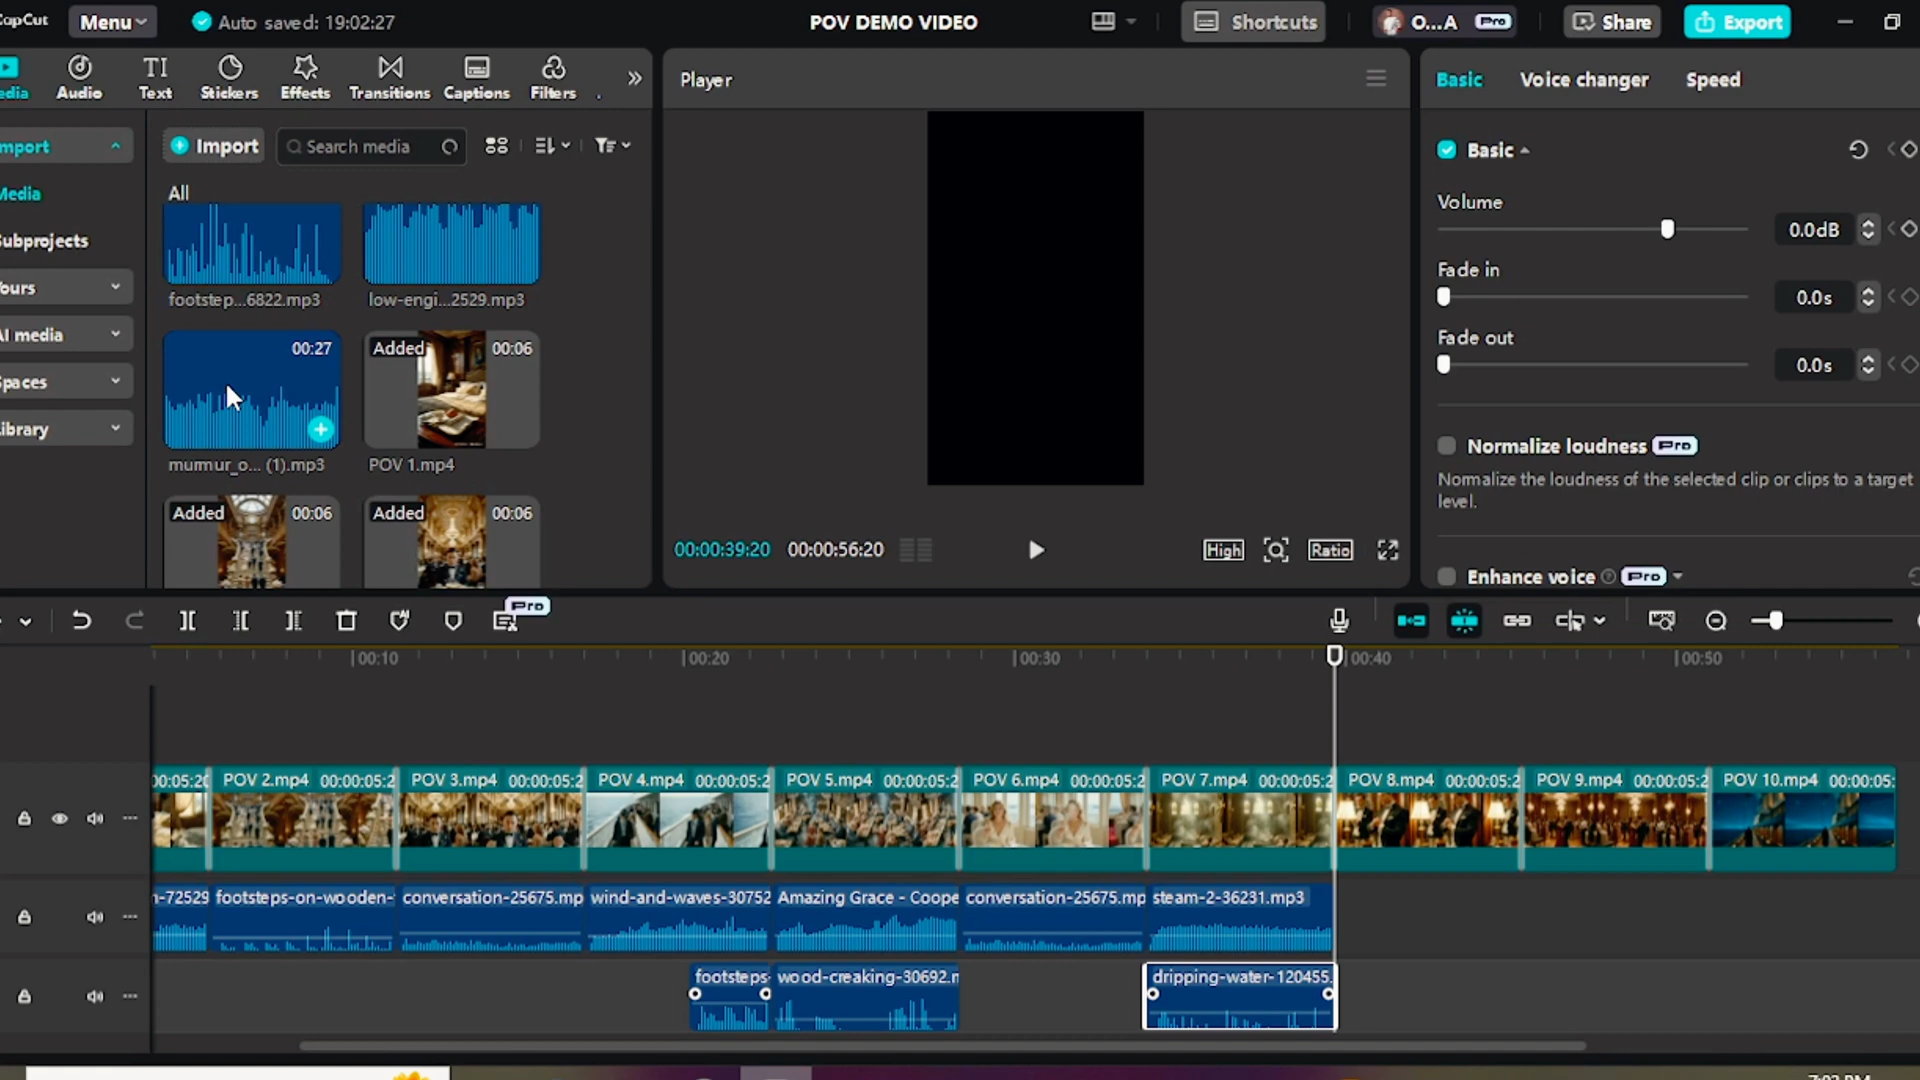 CapCut Menu Auto saved: 19:02:27 POV DEMO VIDEO Shortcuts O...A Pro Share Export
edia Audio Text Stickers Effects Transitions Captions Filters
Player
Basic Voice changer Speed
mport
Import Search media
Media
All
Subprojects
ours
AI media
Spaces
ibrary
footstep...6822.mp3 low-engi...2529.mp3
00:27 Added 00:06
murmur_o... (1).mp3 POV 1.mp4
Added 00:06 Added 00:06
00:00:39:20 00:00:56:20 High Ratio
Basic
Volume
0.0dB
Fade in
0.0s
Fade out
0.0s
Normalize loudness Pro
Normalize the loudness of the selected clip or clips to a target
level.
Enhance voice Pro
Pro
00:10 00:20 00:30 00:40 00:50
00:05:2 POV 2.mp4 00:00:05:2 POV 3.mp4 00:00:05:2 POV 4.mp4 00:00:05:2 POV 5.mp4 00:00:05:2 POV 6.mp4 00:00:05:2 POV 7.mp4 00:00:05:2 POV 8.mp4 00:00:05:2 POV 9.mp4 00:00:05:2 POV 10.mp4 00:00:05:
n-72529 footsteps-on-wooden- conversation-25675.mp wind-and-waves-30752 Amazing Grace - Coope conversation-25675.mp steam-2-36231.mp3
footsteps- wood-creaking-30692.n dripping-water-120455.